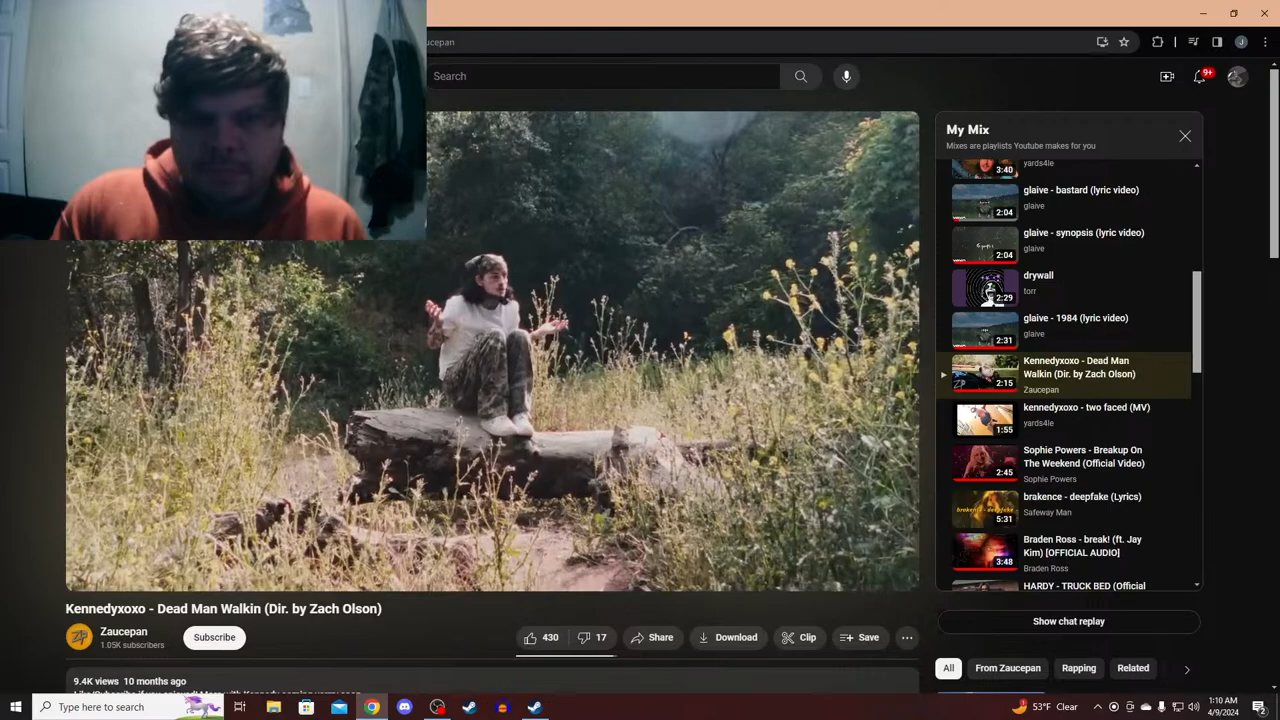 aucepan
Search
9+
J
My Mix
Mixes are playlists Youtube makes for you
yards4le
3:40
glaive - bastard (lyric video)
glaive
2:04
glaive - synopsis (lyric video)
glaive
2:04
drywall
torr
2:29
glaive - 1984 (lyric video)
glaive
2:31
Kennedyxoxo - Dead Man
Walkin (Dir. by Zach Olson)
Zaucepan
2:15
kennedyxoxo - two faced (MV)
yards4le
1:55
Sophie Powers - Breakup On
The Weekend (Official Video)
Sophie Powers
2:45
brakence - deepfake (Lyrics)
Safeway Man
5:31
Braden Ross - break! (ft. Jay
Kim) [OFFICIAL AUDIO]
Braden Ross
3:48
HARDY - TRUCK BED (Official
Kennedyxoxo - Dead Man Walkin (Dir. by Zach Olson)
Zaucepan
1.05K subscribers
Subscribe
430
17
Share
Download
Clip
Save
Show chat replay
All
From Zaucepan
Rapping
Related
9.4K views 10 months ago
Type here to search
53°F Clear
1:10 AM
4/9/2024
2